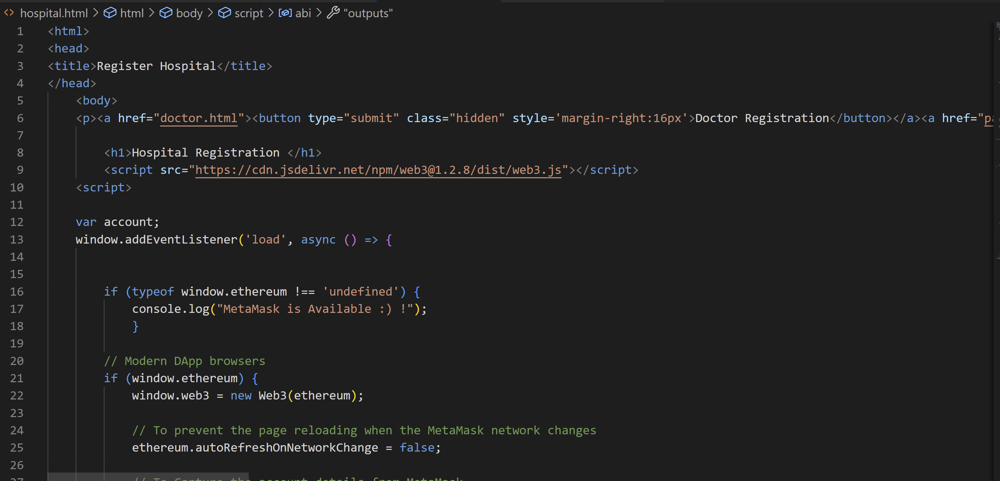 hospital.html > html > body > script > abi > "outputs"
1 <html>
2 <head>
3 <title>Register Hospital</title>
4 </head>
5 <body>
6 <p><a href="doctor.html"><button type="submit" class="hidden" style='margin-right:16px'>Doctor Registration</button></a><a href="pa
7
8 <h1>Hospital Registration </h1>
9 <script src="https://cdn.jsdelivr.net/npm/web3@1.2.8/dist/web3.js"></script>
10 <script>
11
12 var account;
13 window.addEventListener('load', async () => {
14
15
16 if (typeof window.ethereum !== 'undefined') {
17 console.log("MetaMask is Available :) !");
18 }
19
20 // Modern DApp browsers
21 if (window.ethereum) {
22 window.web3 = new Web3(ethereum);
23
24 // To prevent the page reloading when the MetaMask network changes
25 ethereum.autoRefreshOnNetworkChange = false;
26
27 // To Capture the account details from MetaMask